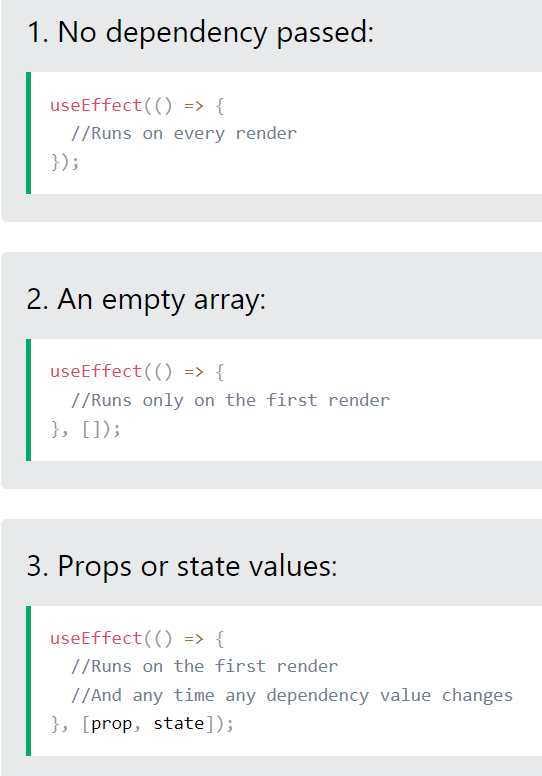 1. No dependency passed:
useEffect(() => {
  //Runs on every render
});
2. An empty array:
useEffect(() => {
  //Runs only on the first render
}, []);
3. Props or state values:
useEffect(() => {
  //Runs on the first render
  //And any time any dependency value changes
}, [prop, state]);